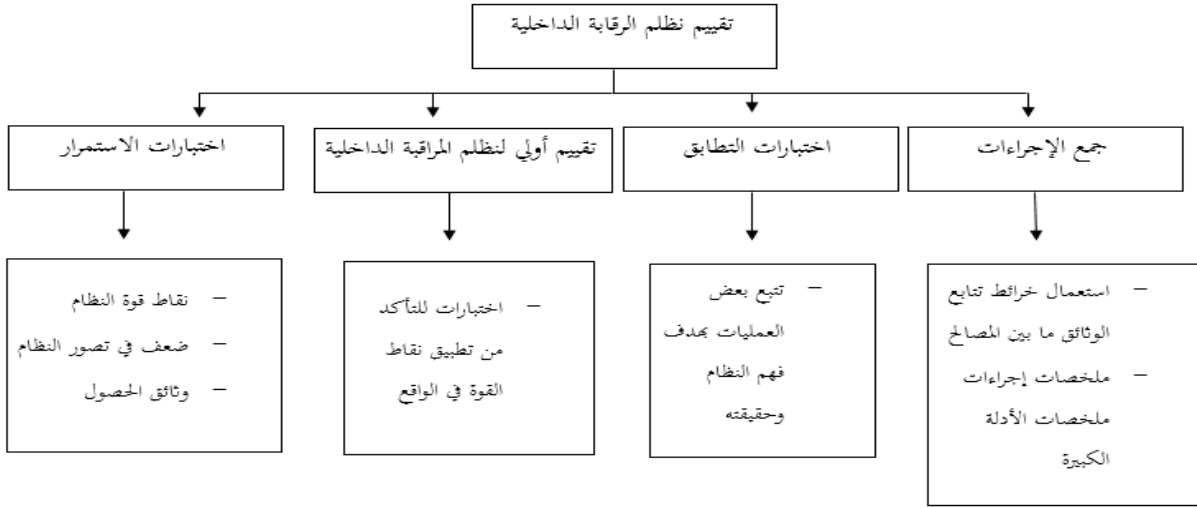 تقييم نظلم الرقابة الداخلية
جمع الإجراءات
اختبارات التطابق
تقييم أولي لنظلم المراقبة الداخلية
اختبارات الاستمرار
– استعمال خرائط تتابع
الوثائق ما بين المصالح
– ملخصات إجراءات
ملخصات الأدلة
الكبيرة
– تتبع بعض
العمليات بهدف
فهم النظام
وحقيقته
– اختبارات للتأكد
من تطبيق نقاط
القوة في الواقع
– نقاط قوة النظام
– ضعف في تصور النظام
– وثائق الحصول